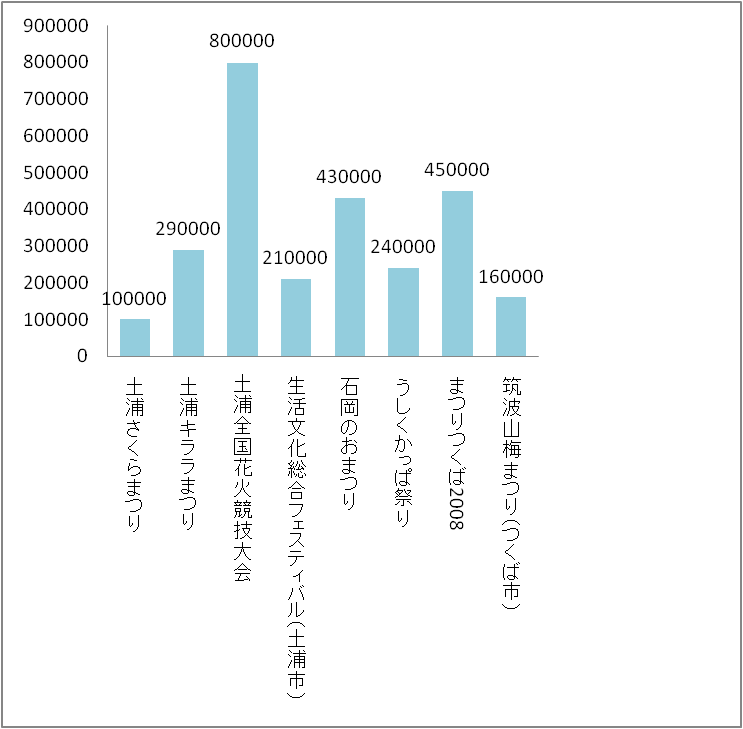 900000
800000
700000
600000
500000
400000
300000
200000
100000
0
100000
290000
800000
210000
430000
240000
450000
160000
土浦さくらまつり
土浦キララまつり
土浦全国花火競技大会
生活文化総合フェスティバル(土浦市)
石岡のおまつり
うしくかっぱ祭り
まつりつくば2008
筑波山梅まつり(つくば市)